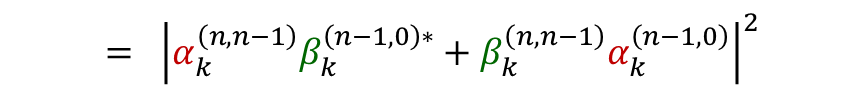 = |α_k^{(n,n−1)} β_k^{(n−1,0)*} + β_k^{(n,n−1)} α_k^{(n−1,0)}|^2